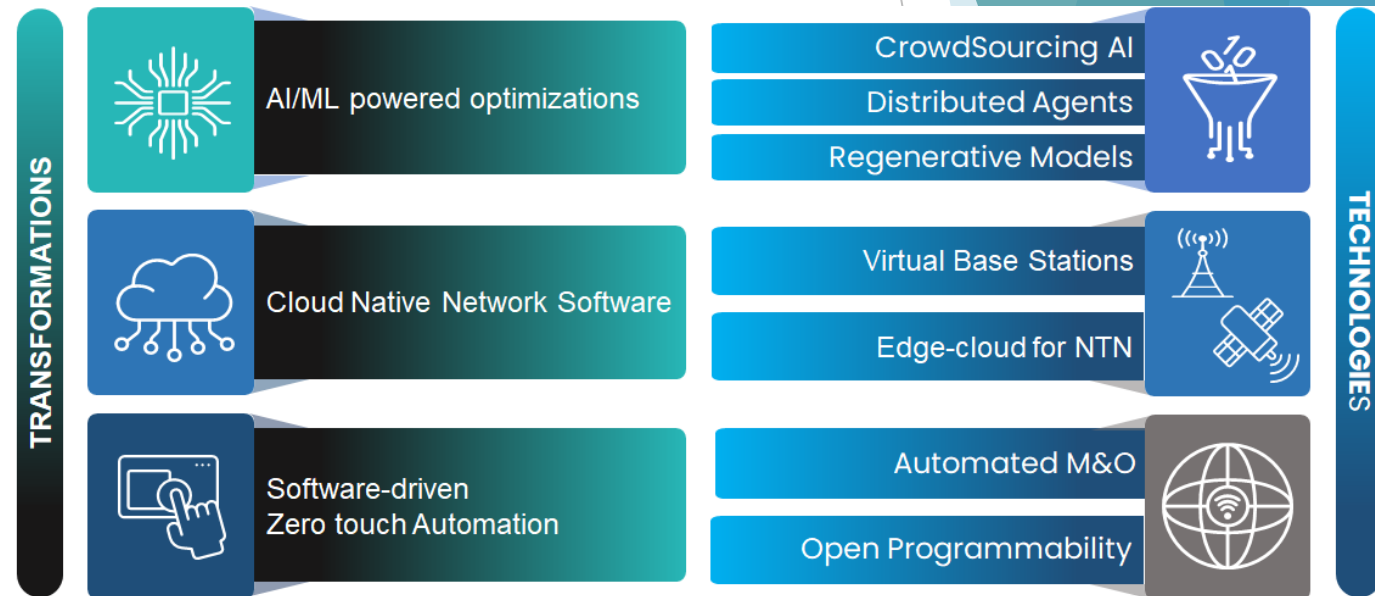 TRANSFORMATIONS
AI/ML powered optimizations
Cloud Native Network Software
Software-driven
Zero touch Automation
CrowdSourcing AI
Distributed Agents
Regenerative Models
Virtual Base Stations
Edge-cloud for NTN
Automated M&O
Open Programmability
TECHNOLOGIES